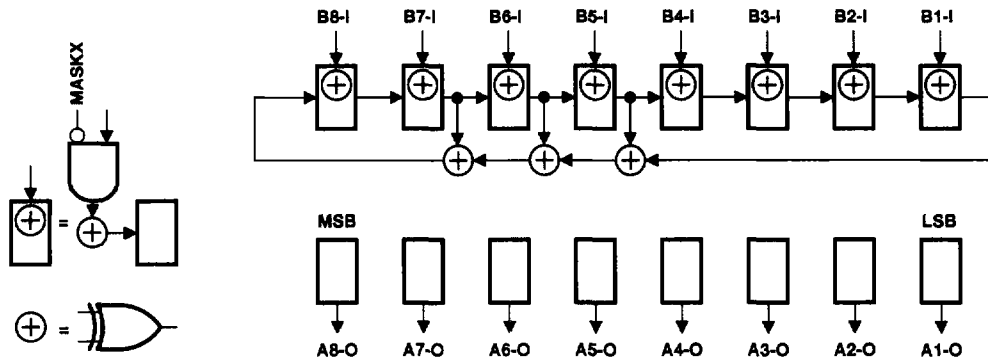 B8-I B7-I B6-I B5-I B4-I B3-I B2-I B1-I
MASKX
=
MSB LSB
=
A8-O A7-O A6-O A5-O A4-O A3-O A2-O A1-O